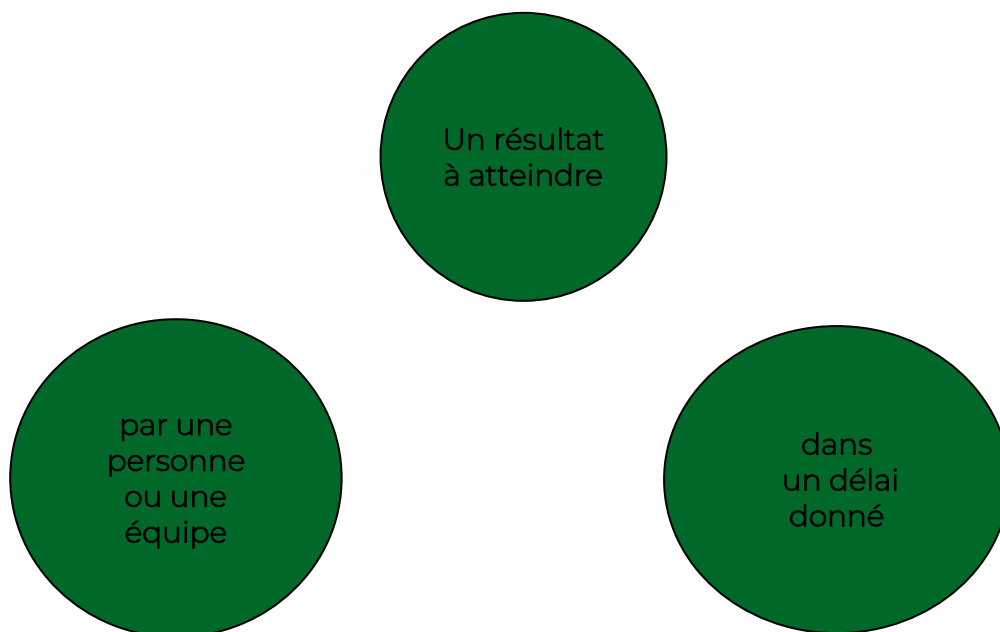 Un résultat
à atteindre
par une
personne
ou une
équipe
dans
un délai
donné